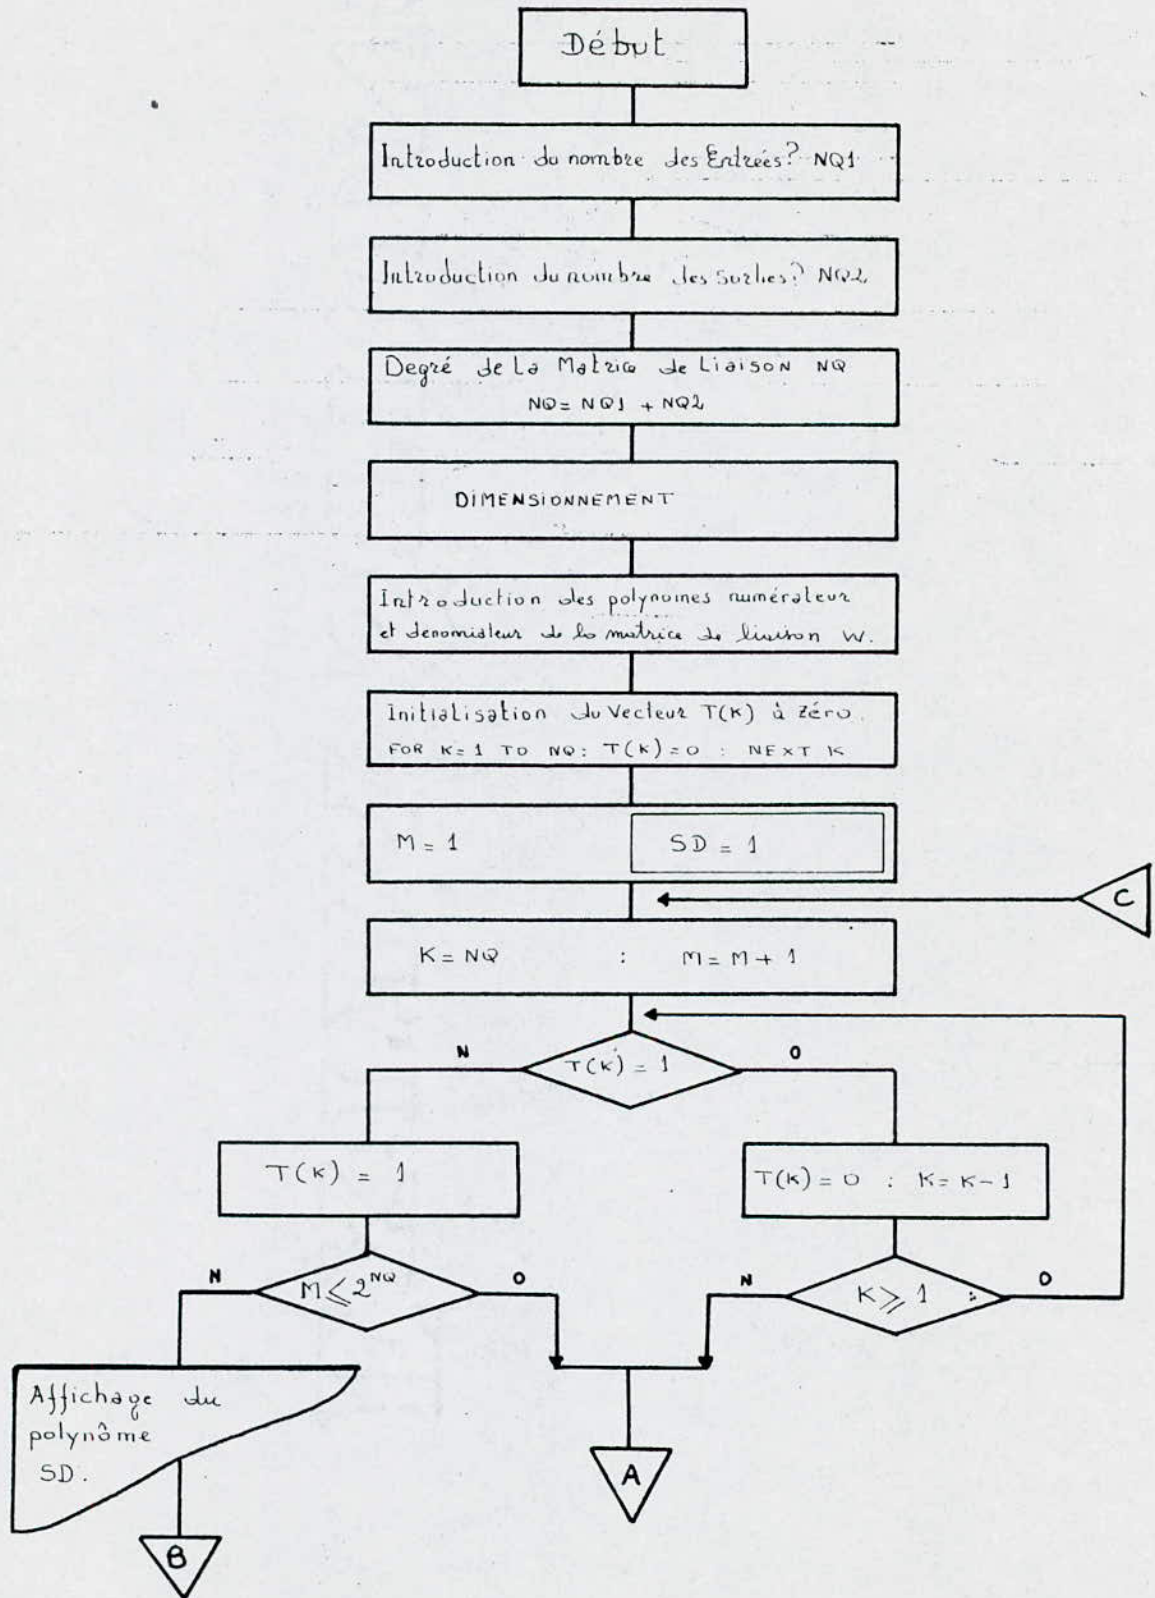 Début
Introduction du nombre des Entrées? NQ1
Introduction du nombre des sorties? NQ2
Degré de La Matrice de Liaison NQ
NQ = NQ1 + NQ2
DIMENSIONNEMENT
Introduction des polynomes numérateur
et denomiateur de la matrice de liaison W.
Initialisation du Vecteur T(K) à Zéro.
FOR K=1 TO NQ: T(K)=0 : NEXT K
M = 1 SD = 1
C
K = NQ : M = M + 1
N T(K) = 1 O
T(K) = 1 T(K) = 0 : K = K - 1
N M ⩽ 2^NQ O N K ⩾ 1 O
Affichage du
polynôme
SD.
A
B